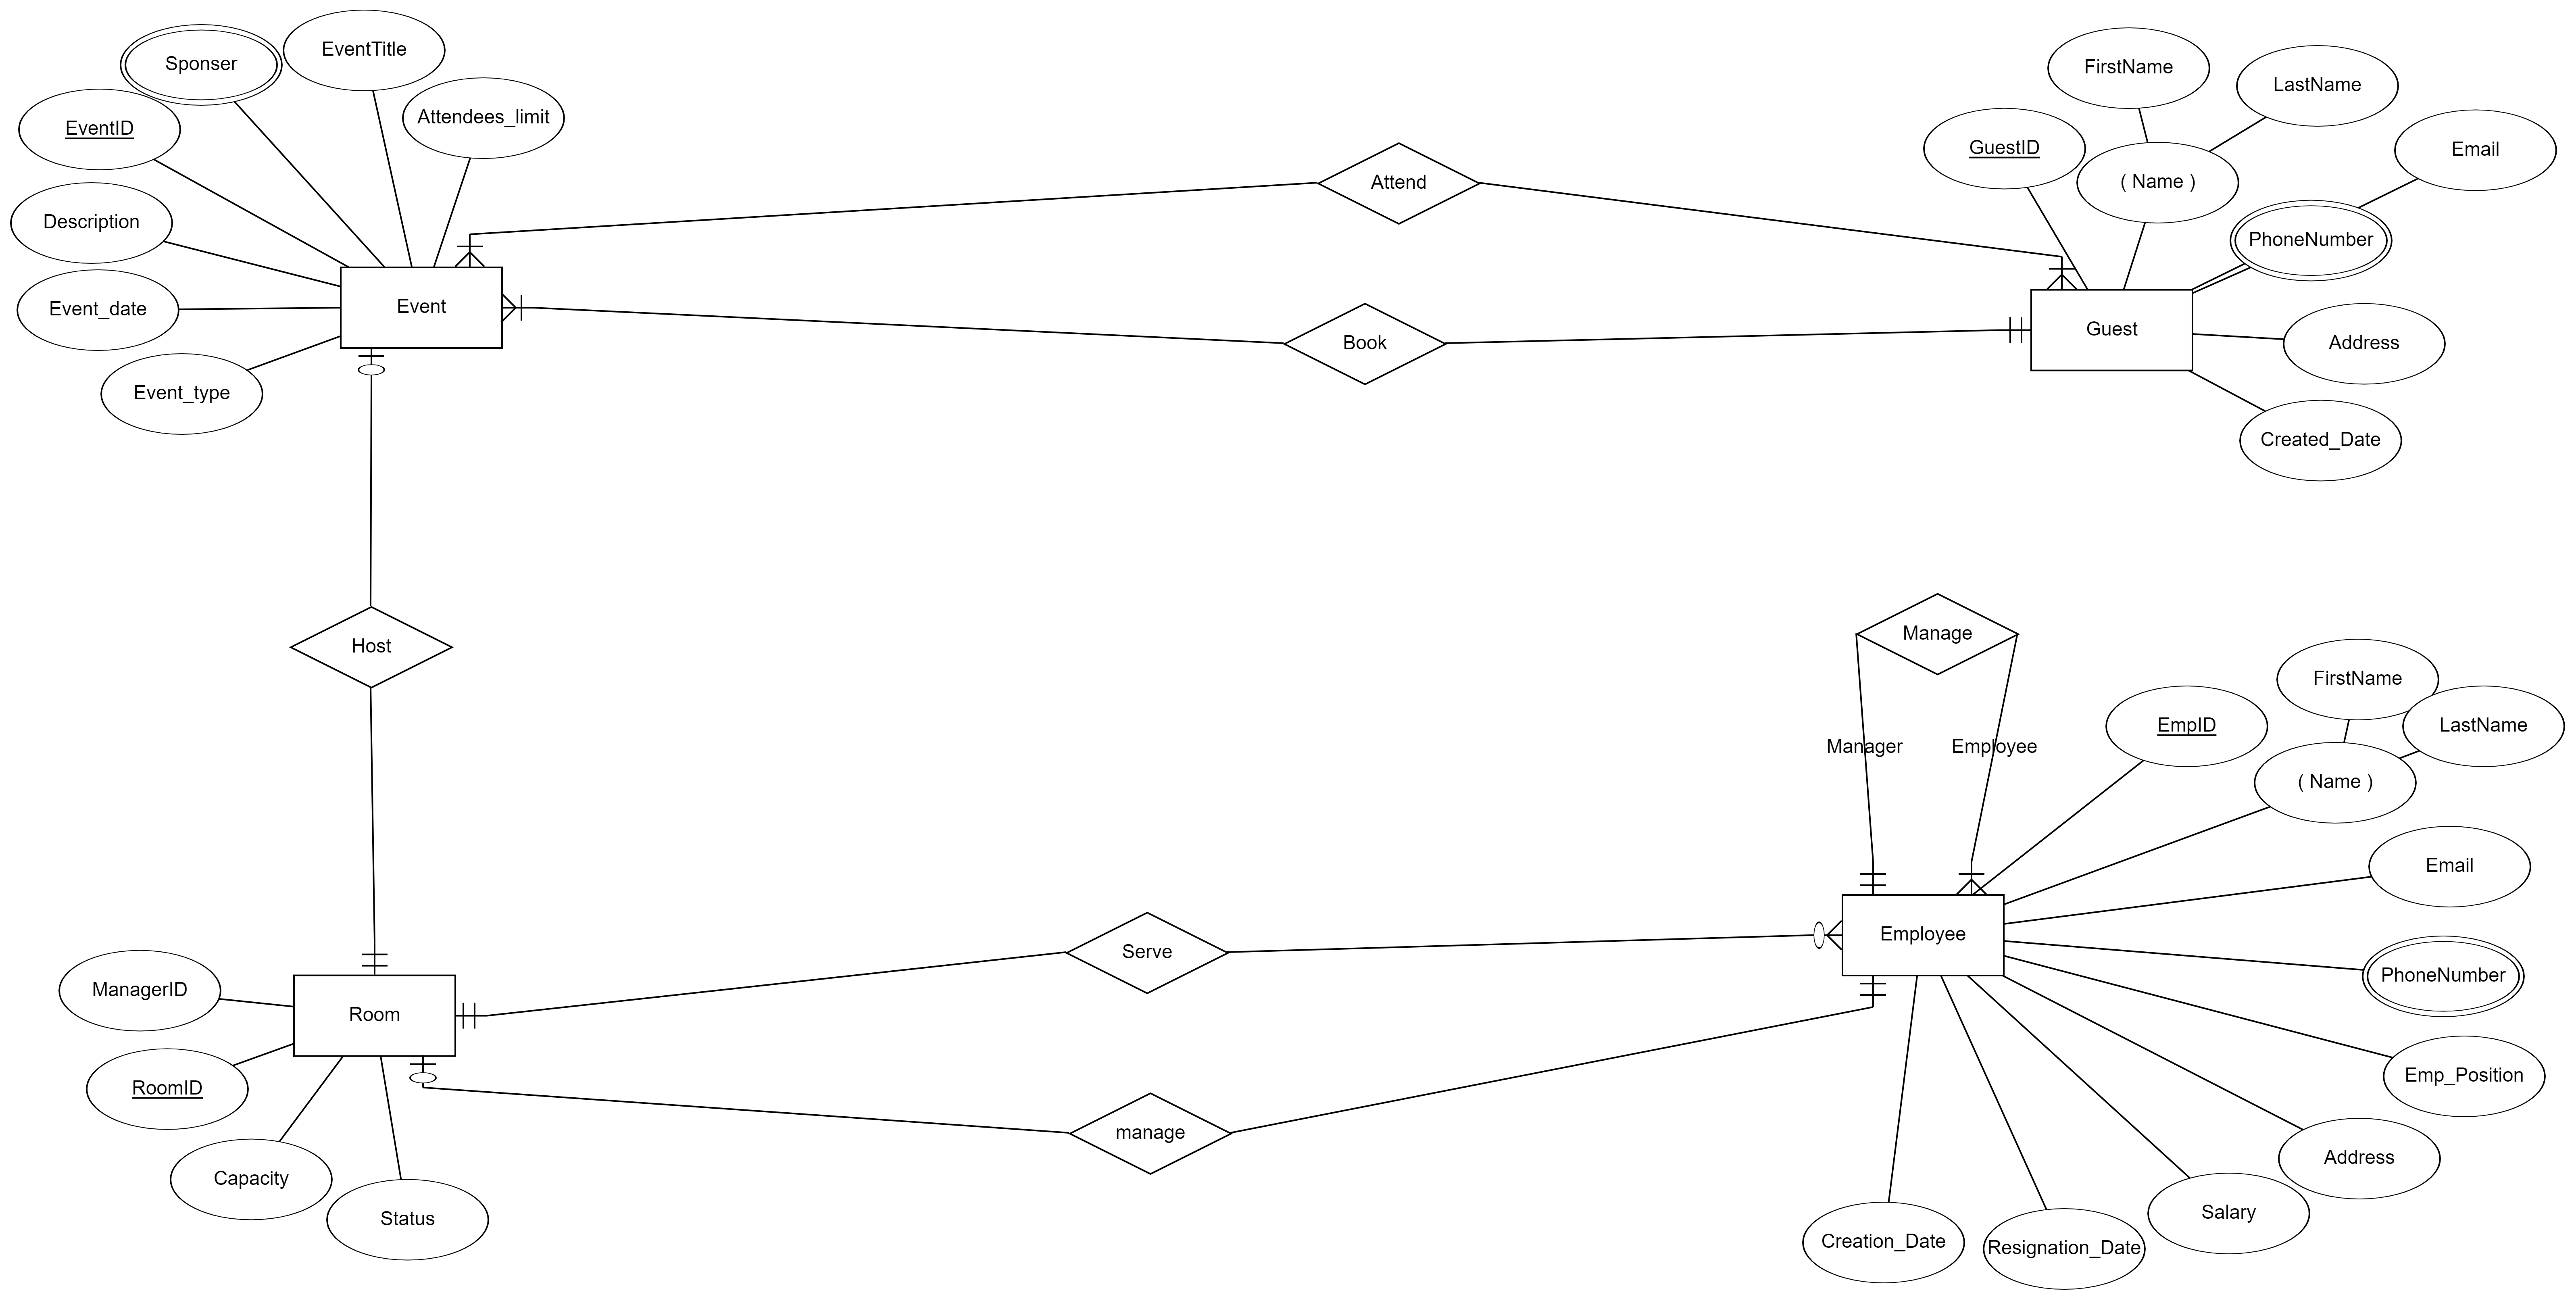 Sponser
EventTitle
Attendees_limit
EventID
Description
Event_date
Event_type
Event
Attend
Book
FirstName
LastName
Email
GuestID
( Name )
PhoneNumber
Guest
Address
Created_Date
Host
Manage
Manager
Employee
FirstName
LastName
EmpID
( Name )
Email
Employee
PhoneNumber
Emp_Position
Address
Salary
Resignation_Date
Creation_Date
Serve
manage
ManagerID
Room
RoomID
Capacity
Status